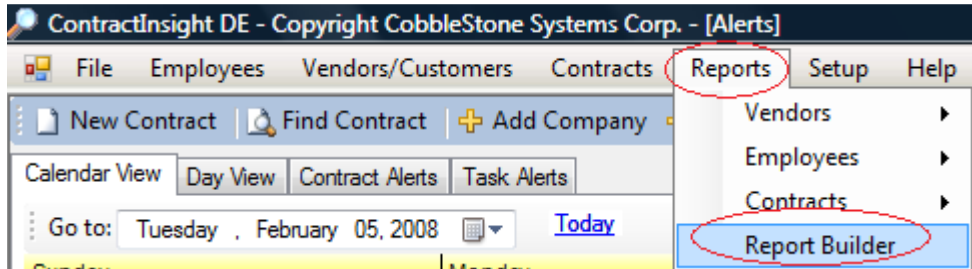 ContractInsight DE - Copyright CobbleStone Systems Corp. - [Alerts]
File Employees Vendors/Customers Contracts Reports Setup Help
New Contract Find Contract Add Company
Vendors
Employees
Contracts
Report Builder
Calendar View Day View Contract Alerts Task Alerts
Go to: Tuesday , February 05, 2008 Today